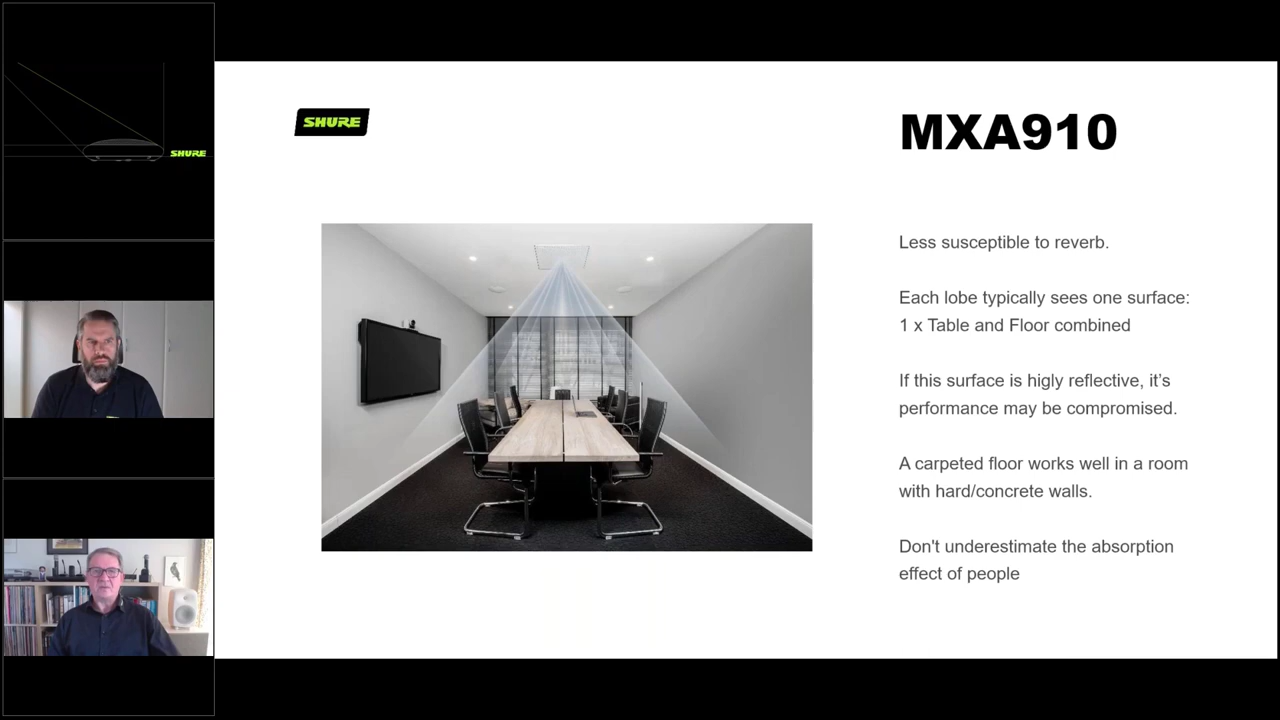 SHURE
SHURE
MXA910
Less susceptible to reverb.
Each lobe typically sees one surface:
1 x Table and Floor combined
If this surface is higly reflective, it's
performance may be compromised.
A carpeted floor works well in a room
with hard/concrete walls.
Don't underestimate the absorption
effect of people